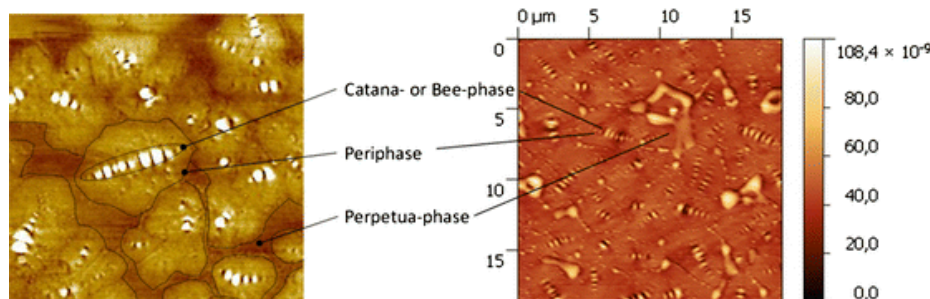 0 µm 5 10 15
0
5
10
15
108,4 × 10⁻⁹
80,0
60,0
40,0
20,0
0,0
Catana- or Bee-phase
Periphase
Perpetua-phase